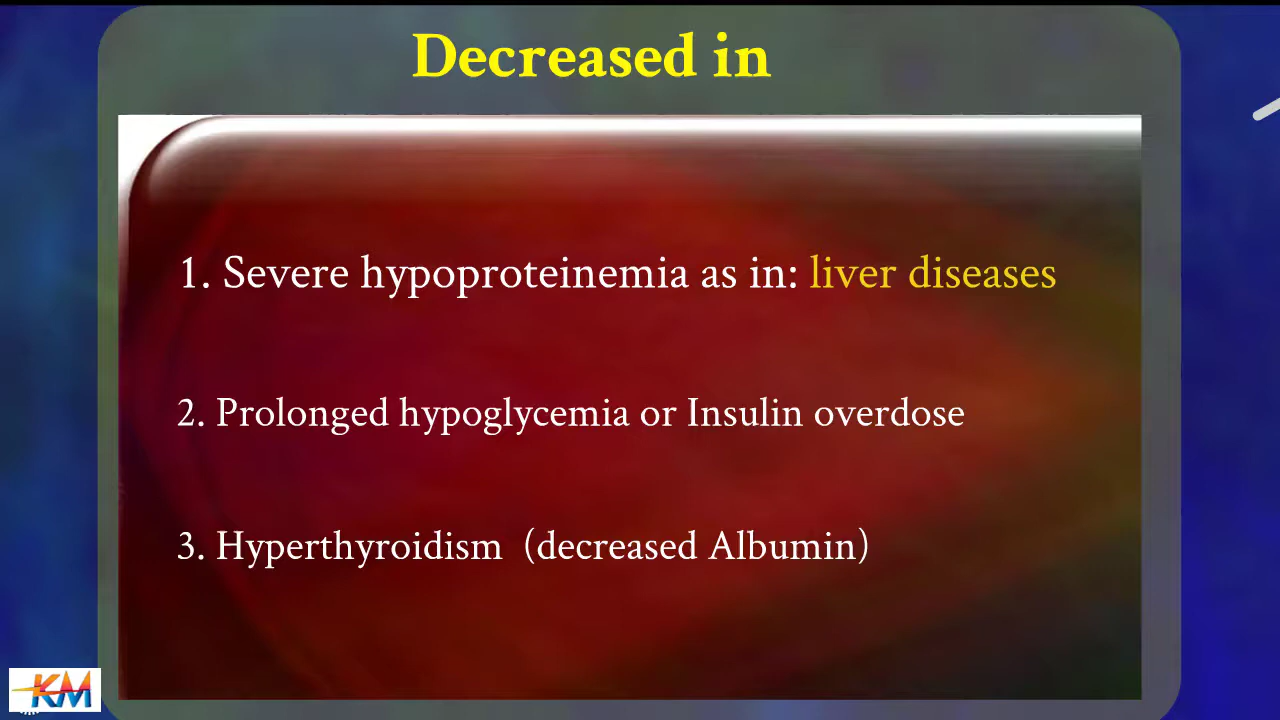 Decreased in
1. Severe hypoproteinemia as in: liver diseases
2. Prolonged hypoglycemia or Insulin overdose
3. Hyperthyroidism (decreased Albumin)
KM